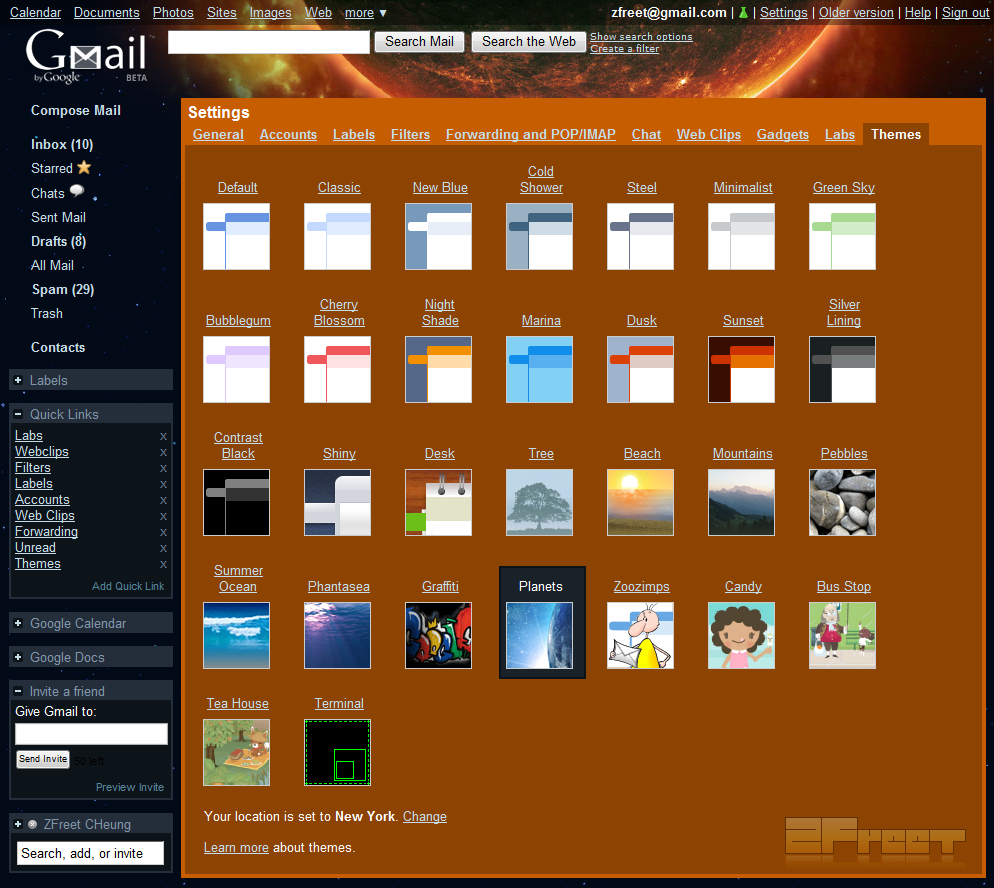 Calendar Documents Photos Sites Images Web more ▼
zfreet@gmail.com | Settings | Older version | Help | Sign out
Gmail
by Google BETA
Search Mail Search the Web
Show search options
Create a filter
Compose Mail
Inbox (10)
Starred
Chats
Sent Mail
Drafts (8)
All Mail
Spam (29)
Trash
Contacts
Labels
Quick Links
Labels x
Webclips x
Filters x
Labels x
Accounts x
Web Clips x
Forwarding x
Unread x
Themes x
Add Quick Link
Google Calendar
Google Docs
Invite a friend
Give Gmail to:
Send Invite 50 left
Preview Invite
ZFreet CHeung
Search, add, or invite
Settings
General Accounts Labels Filters Forwarding and POP/IMAP Chat Web Clips Gadgets Labs Themes
Default Classic New Blue Cold Shower Steel Minimalist Green Sky
Bubblegum Cherry Blossom Night Shade Marina Dusk Sunset Silver Lining
Contrast Black Shiny Desk Tree Beach Mountains Pebbles
Summer Ocean Phantasea Graffiti Planets Zoozimps Candy Bus Stop
Tea House Terminal
Your location is set to New York. Change
Learn more about themes.
ZFreet